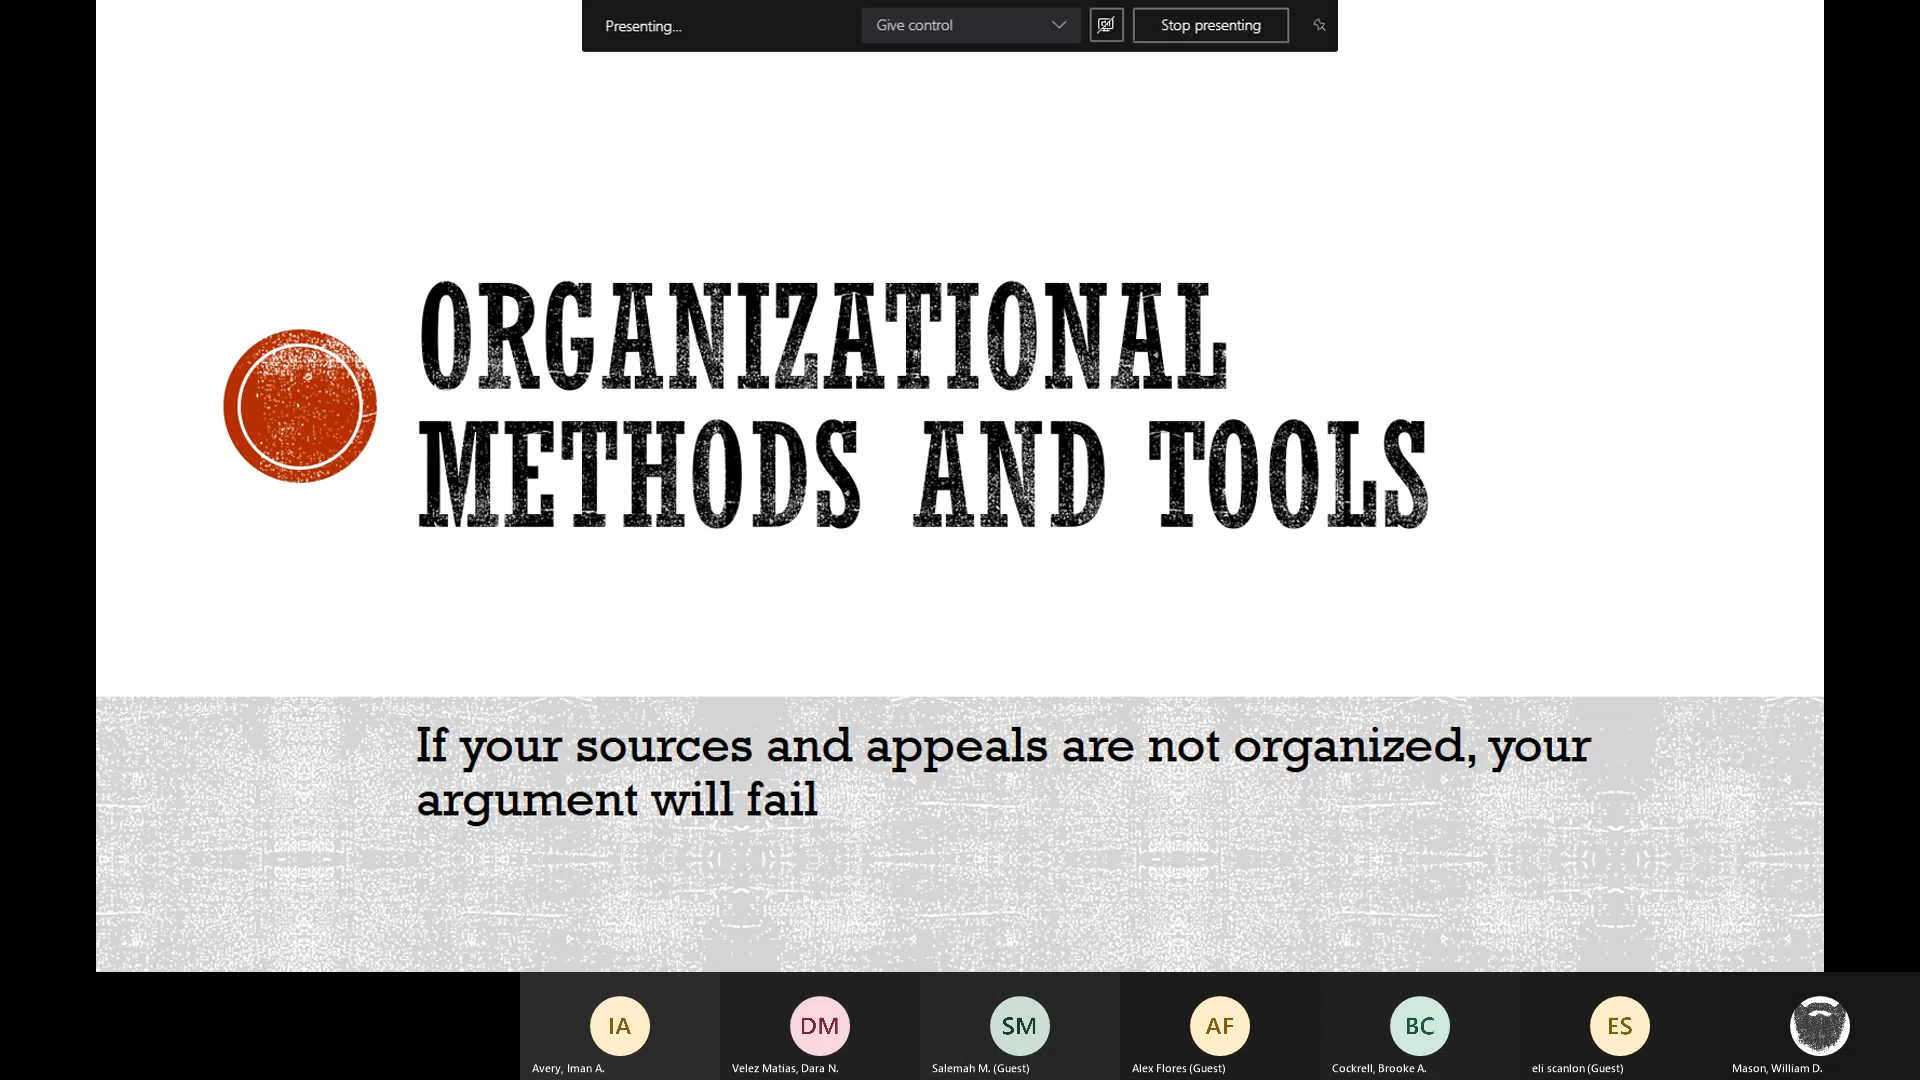 Presenting...
Give control
Stop presenting
ORGANIZATIONAL
METHODS AND TOOLS
If your sources and appeals are not organized, your
argument will fail
IA
DM
SM
AF
BC
ES
Avery, Iman A.
Velez Matias, Dara N.
Salemah M. (Guest)
Alex Flores (Guest)
Cockrell, Brooke A.
eli scanlon (Guest)
Mason, William D.